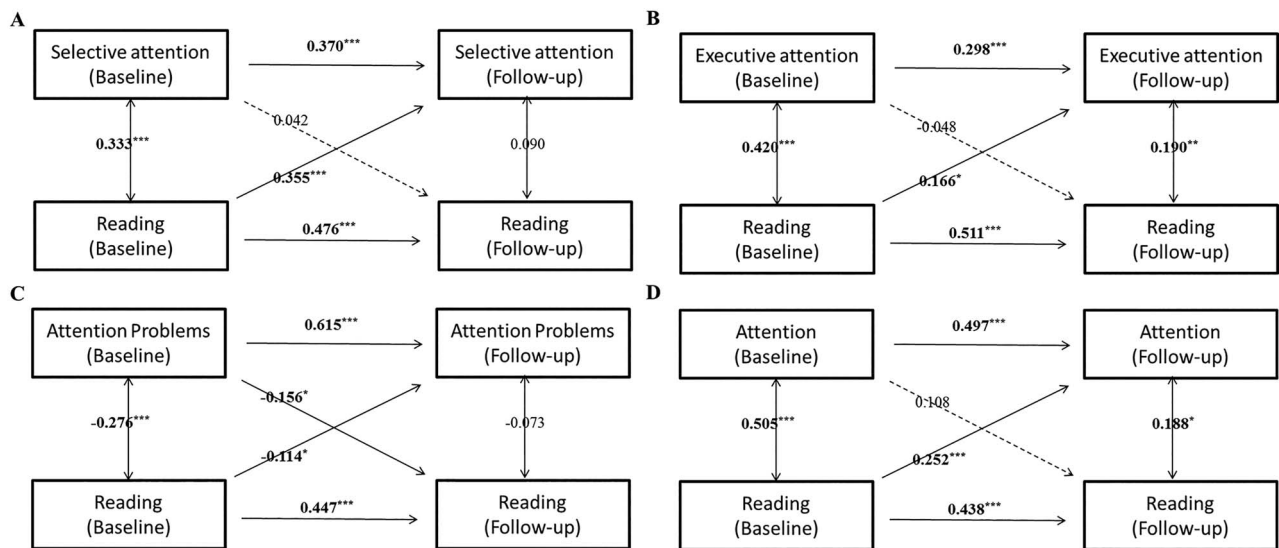 A
Selective attention
(Baseline)
0.370***
Selective attention
(Follow-up)
0.333***
0.042
0.355***
0.090
Reading
(Baseline)
0.476***
Reading
(Follow-up)
B
Executive attention
(Baseline)
0.298***
Executive attention
(Follow-up)
0.420***
-0.048
0.166*
0.190**
Reading
(Baseline)
0.511***
Reading
(Follow-up)
C
Attention Problems
(Baseline)
0.615***
Attention Problems
(Follow-up)
-0.276***
-0.156*
-0.114*
-0.073
Reading
(Baseline)
0.447***
Reading
(Follow-up)
D
Attention
(Baseline)
0.497***
Attention
(Follow-up)
0.505***
0.108
0.252***
0.188*
Reading
(Baseline)
0.438***
Reading
(Follow-up)